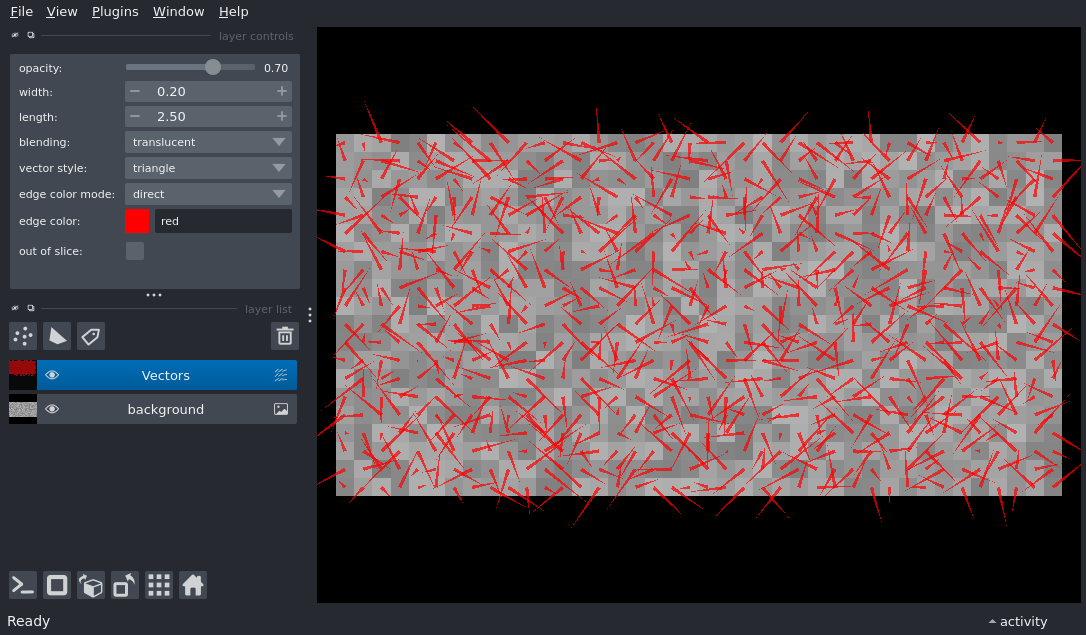 File View Plugins Window Help
layer controls
opacity: 0.70
width: − 0.20 +
length: − 2.50 +
blending: translucent
vector style: triangle
edge color mode: direct
edge color: red
out of slice:
layer list
Vectors
background
Ready
activity